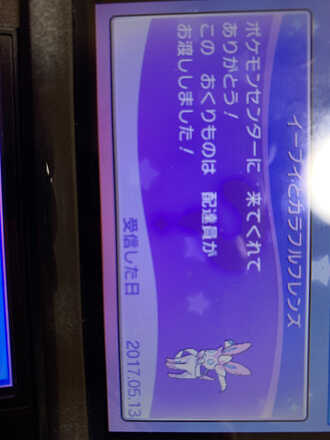 イーブイとカラフルフレンズ
ポケモンセンターに　来てくれて
ありがとう！
この　おくりものは　配達員が
お渡ししました！
受信した日　2017.05.13